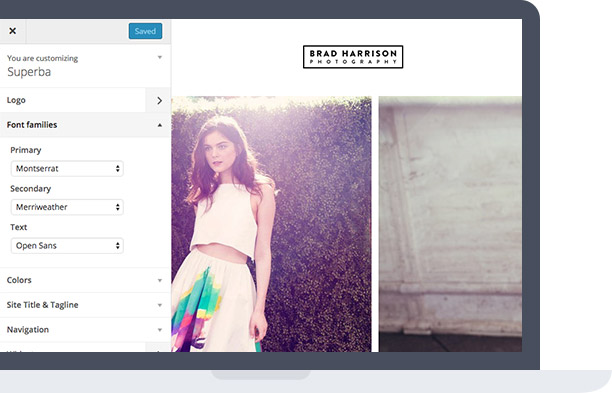 Saved
You are customizing
Superba
Logo
Font families
Primary
Montserrat
Secondary
Merriweather
Text
Open Sans
Colors
Site Title & Tagline
Navigation
BRAD HARRISON
PHOTOGRAPHY